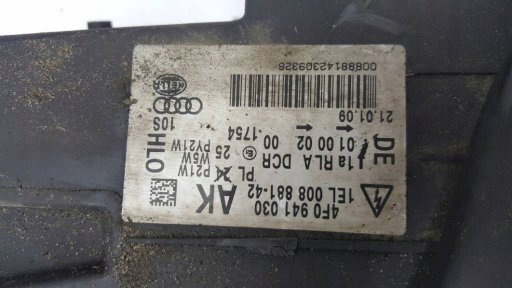 4F0 941 030 AK
1EL 008 881-42
PL P21W
W5W
25 PY21W
HLO
10S
DE
1a RLA DCR
01 00 02 00 .1754
21.01.09
00888142309326
HELLA